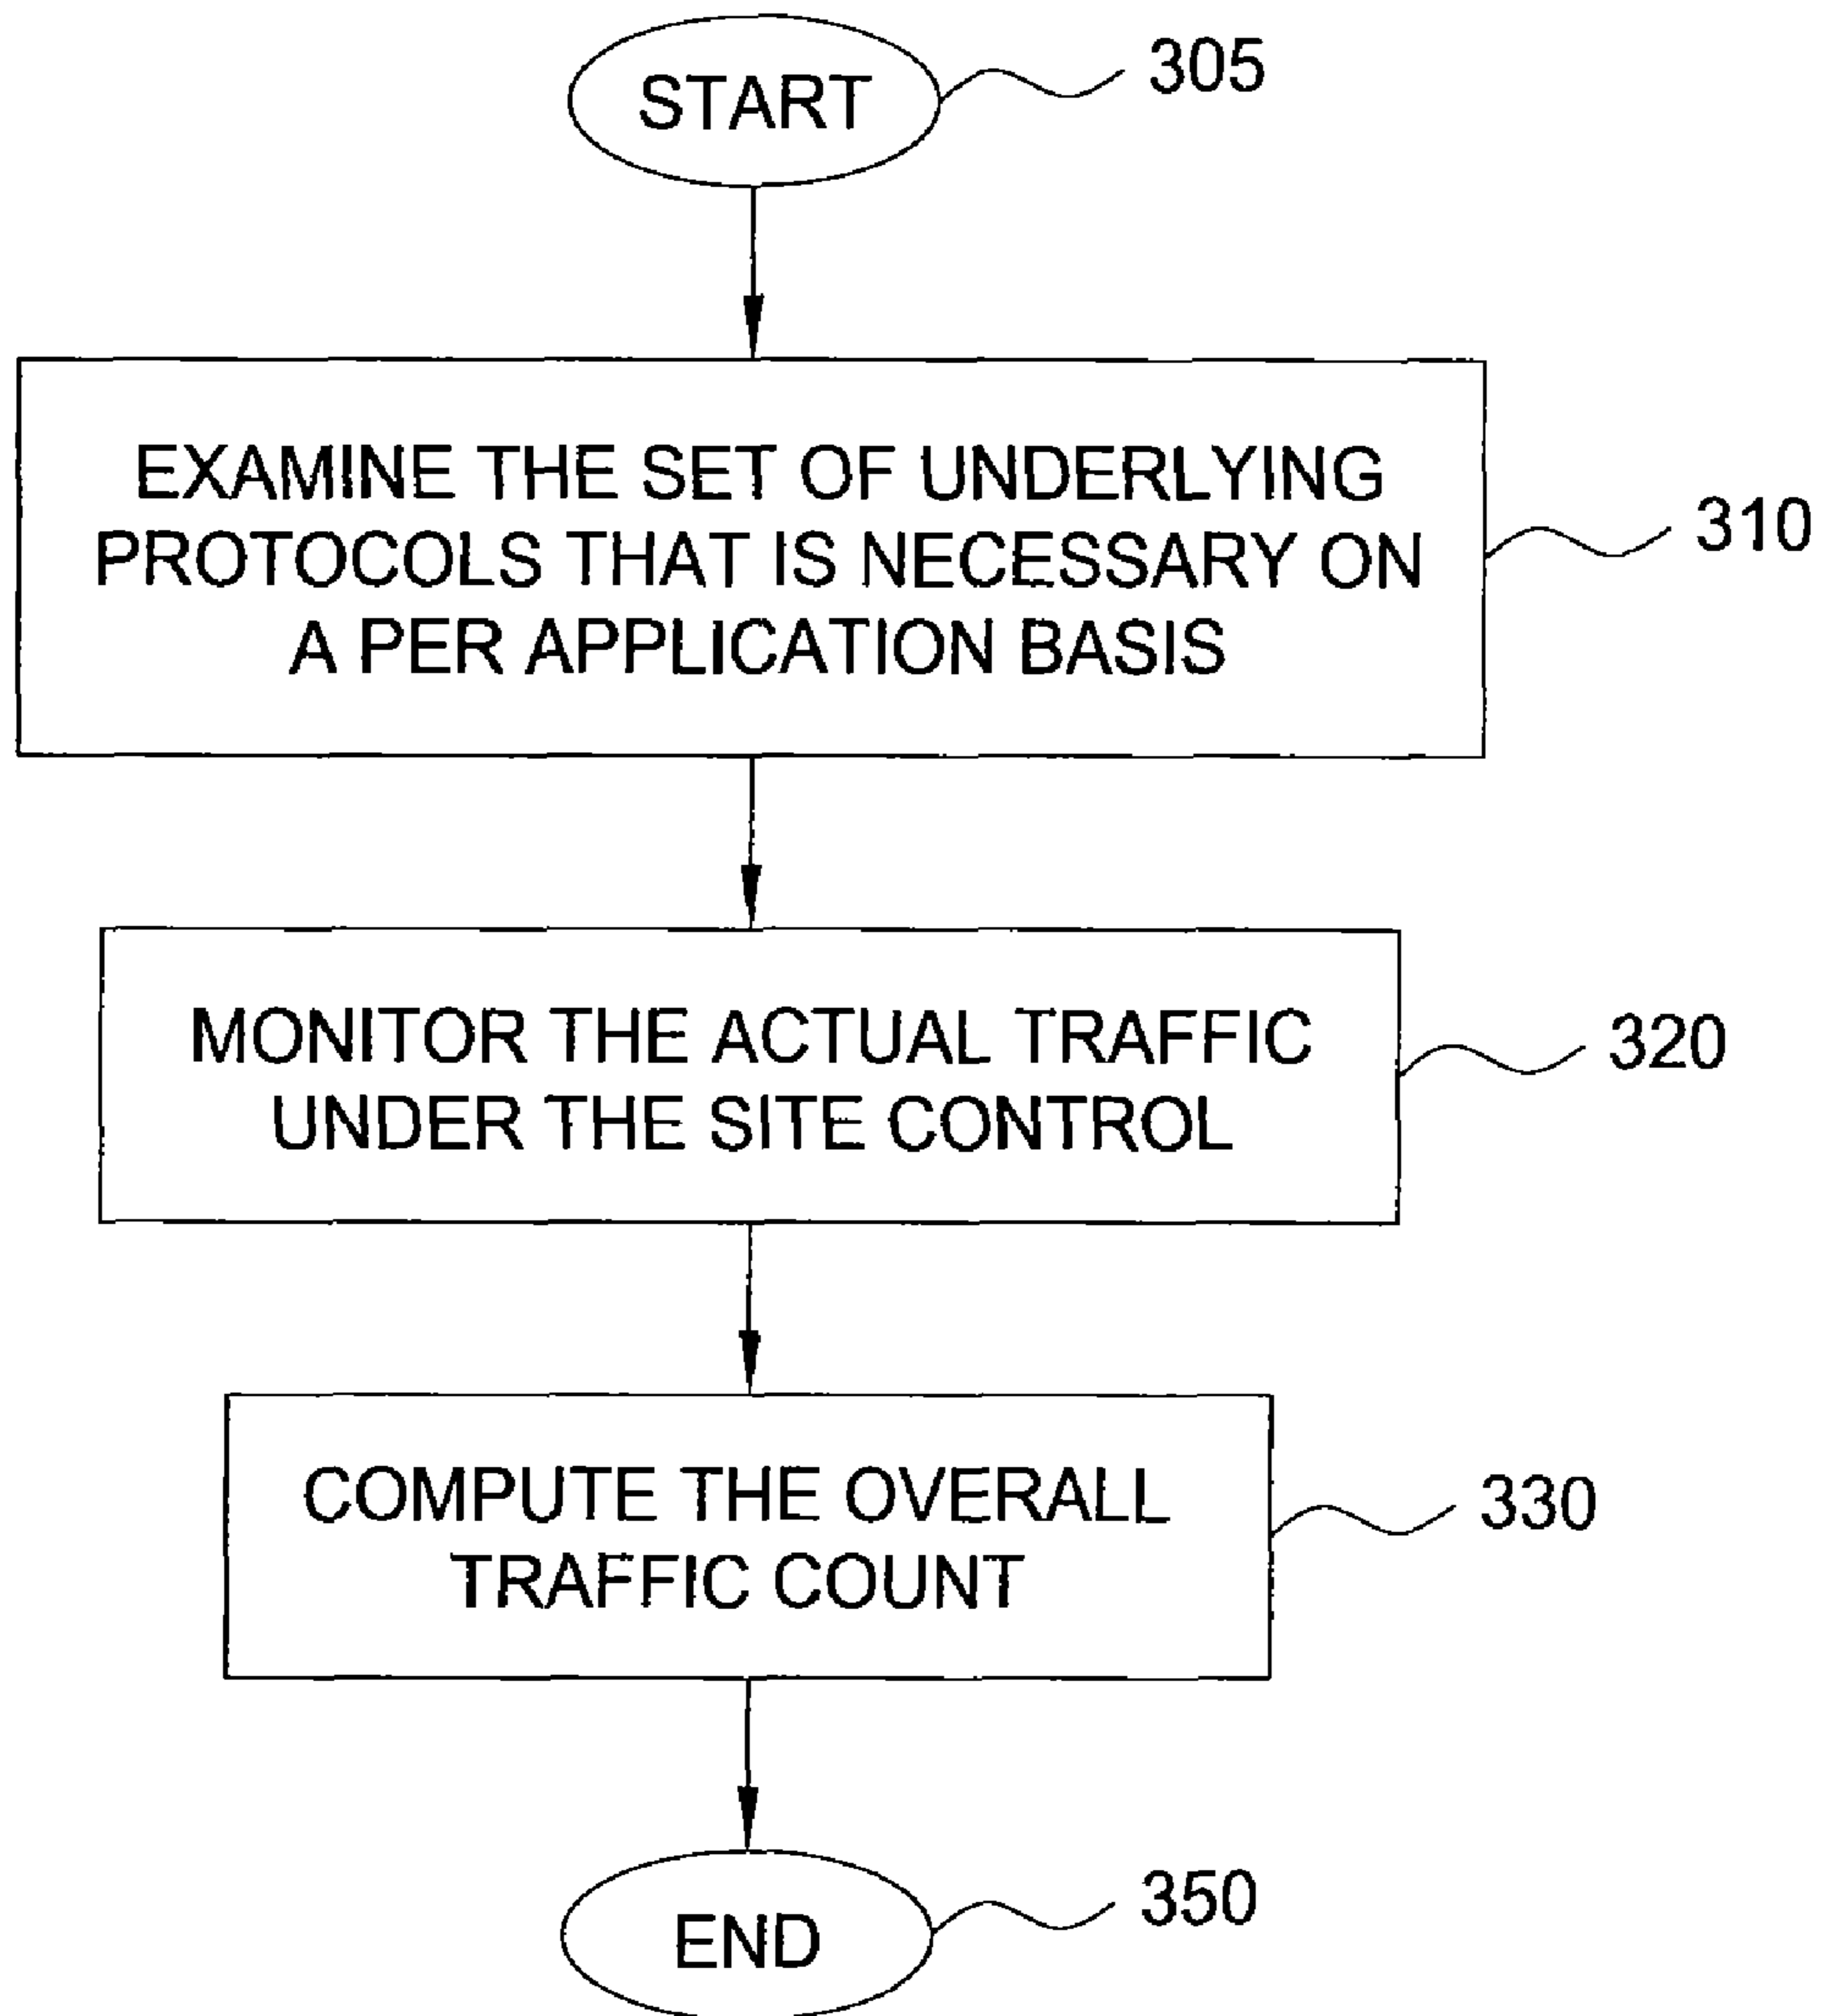 START
305
EXAMINE THE SET OF UNDERLYING
PROTOCOLS THAT IS NECESSARY ON
A PER APPLICATION BASIS
310
MONITOR THE ACTUAL TRAFFIC
UNDER THE SITE CONTROL
320
COMPUTE THE OVERALL
TRAFFIC COUNT
330
END
350